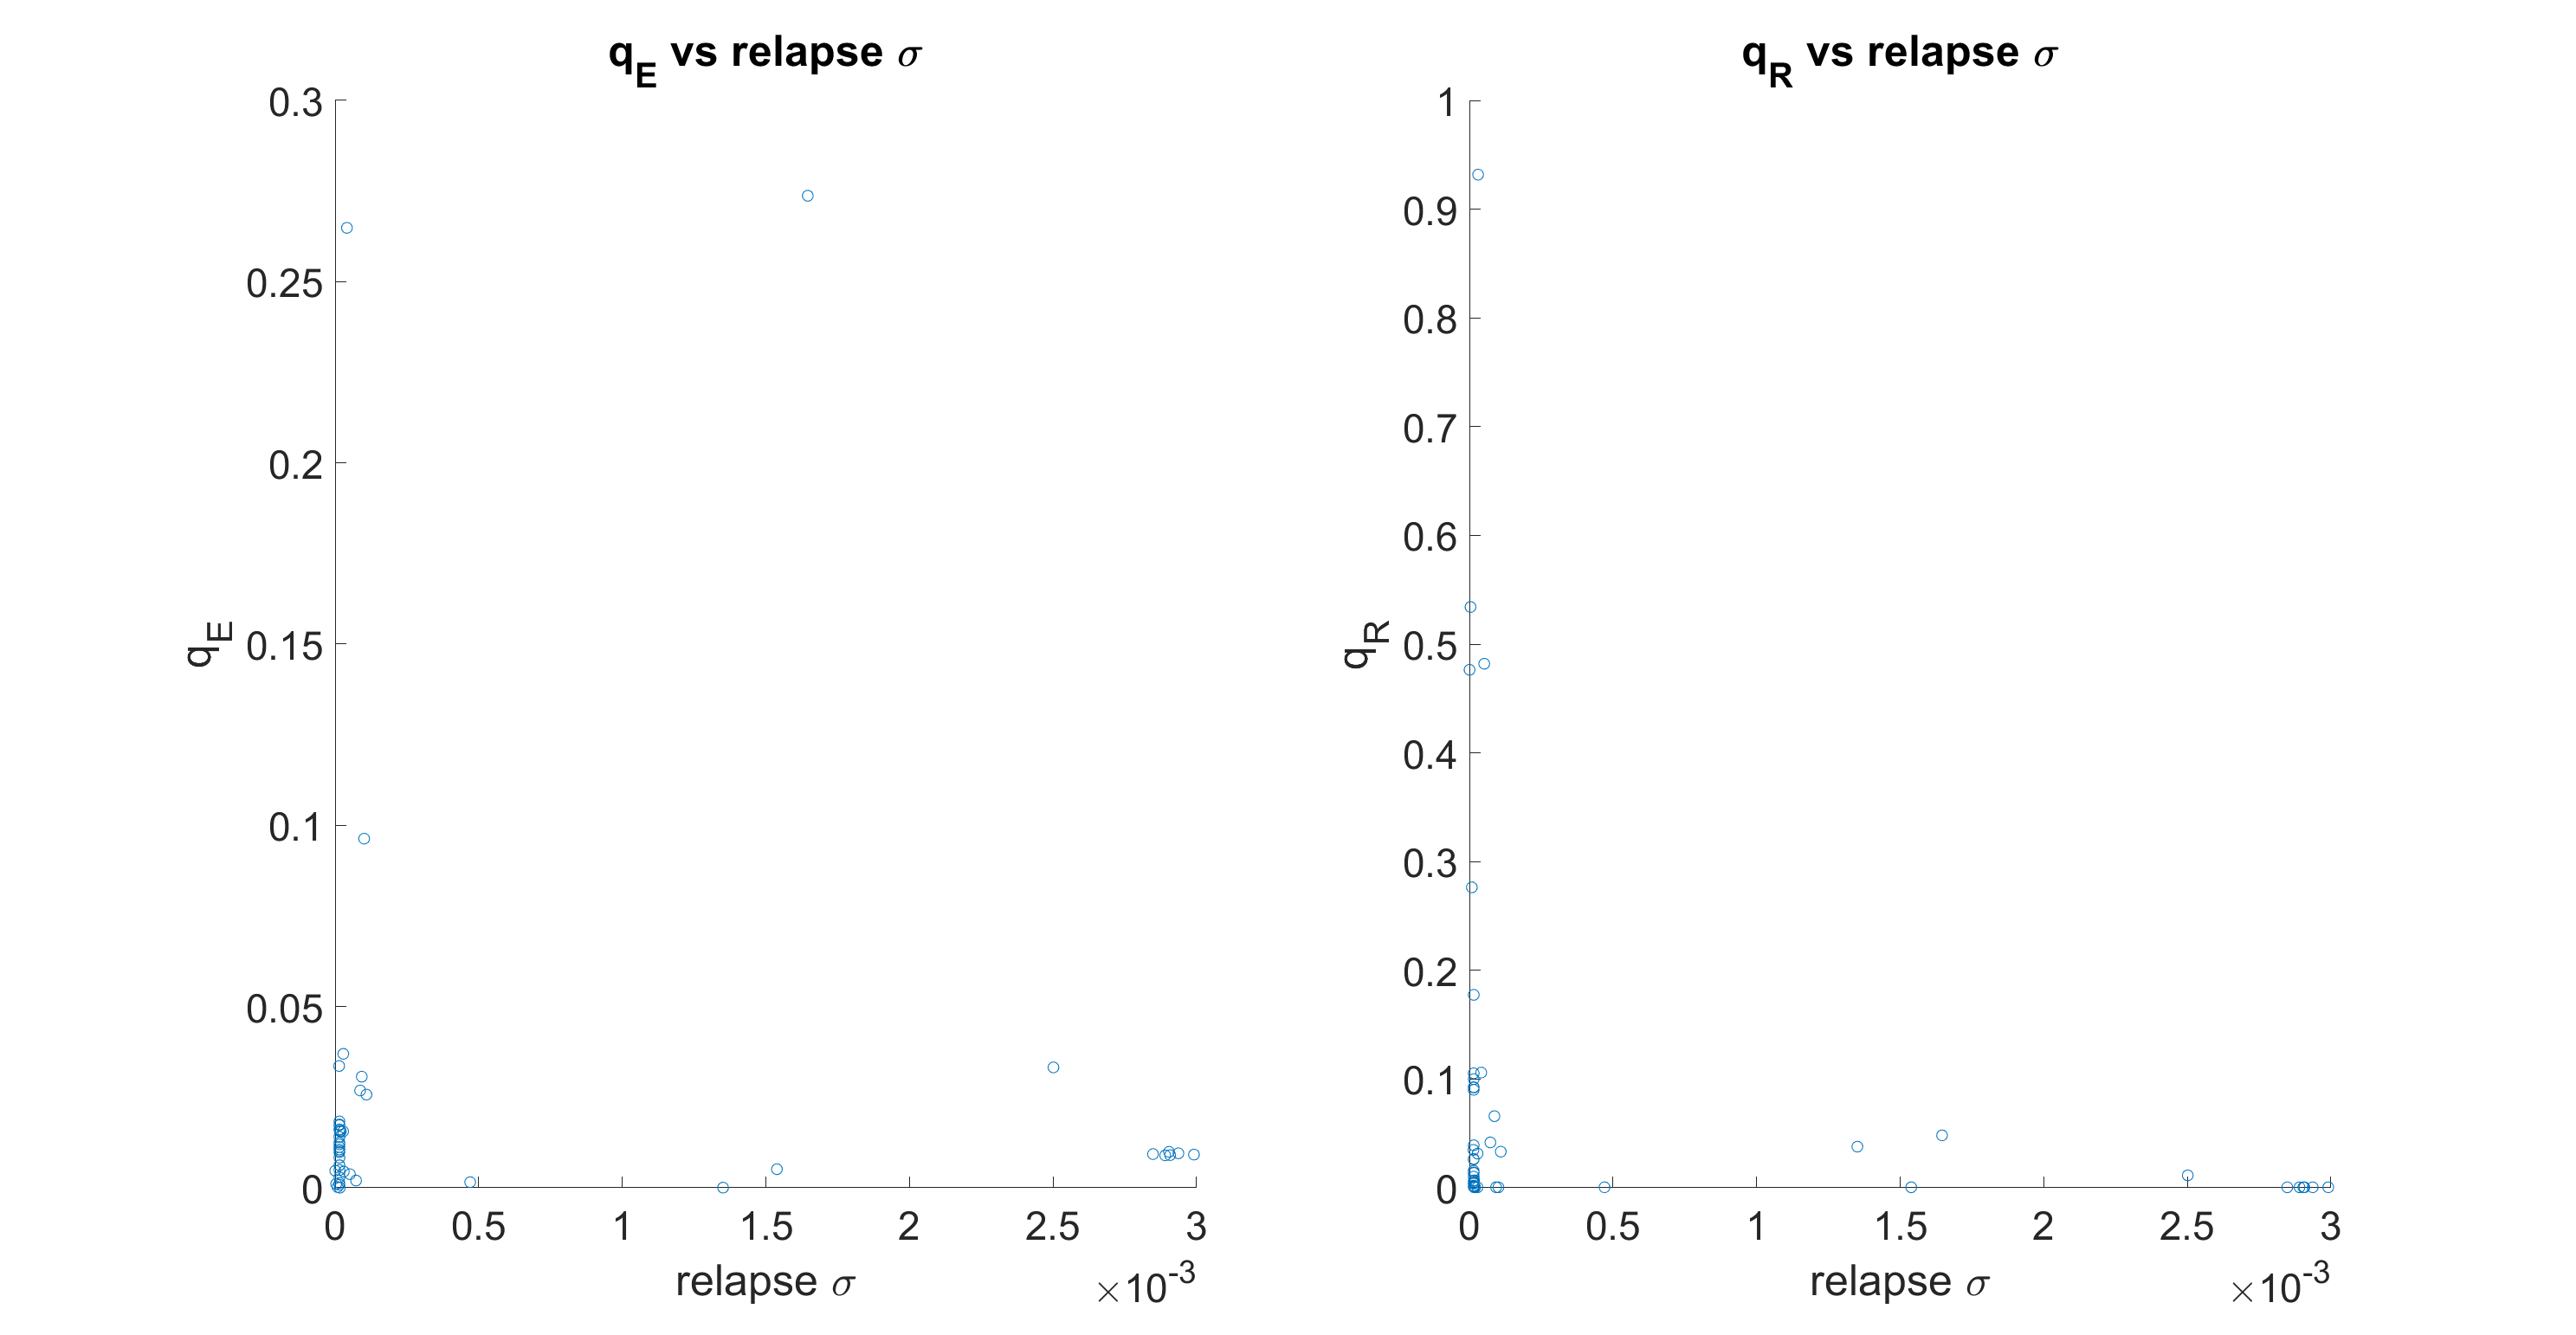 q_E vs relapse σ
0.3
0.25
0.2
0.15
0.1
0.05
0
q_E
0 0.5 1 1.5 2 2.5 3
relapse σ
×10^-3
q_R vs relapse σ
1
0.9
0.8
0.7
0.6
0.5
0.4
0.3
0.2
0.1
0
q_R
0 0.5 1 1.5 2 2.5 3
relapse σ
×10^-3